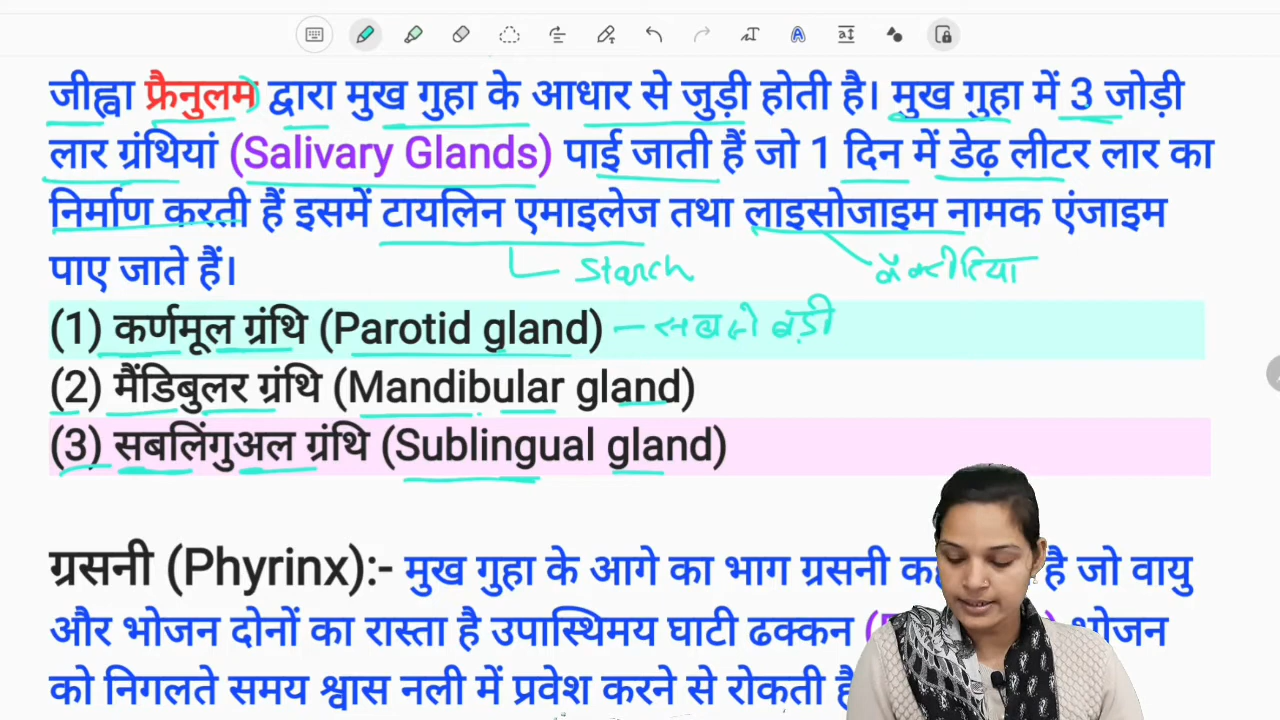 जीह्वा फ्रैनुलम द्वारा मुख गुहा के आधार से जुड़ी होती है। मुख गुहा में 3 जोड़ी
लार ग्रंथियां (Salivary Glands) पाई जाती हैं जो 1 दिन में डेढ़ लीटर लार का
निर्माण करती हैं इसमें टायलिन एमाइलेज तथा लाइसोजाइम नामक एंजाइम
पाए जाते हैं।
Starch
बैक्टीरिया
(1) कर्णमूल ग्रंथि (Parotid gland) – सबसे बड़ी
(2) मैंडिबुलर ग्रंथि (Mandibular gland)
(3) सबलिंगुअल ग्रंथि (Sublingual gland)
ग्रसनी (Phyrinx):- मुख गुहा के आगे का भाग ग्रसनी है जो वायु
और भोजन दोनों का रास्ता है उपास्थिमय घाटी ढक्कन भोजन
को निगलते समय श्वास नली में प्रवेश करने से रोकती